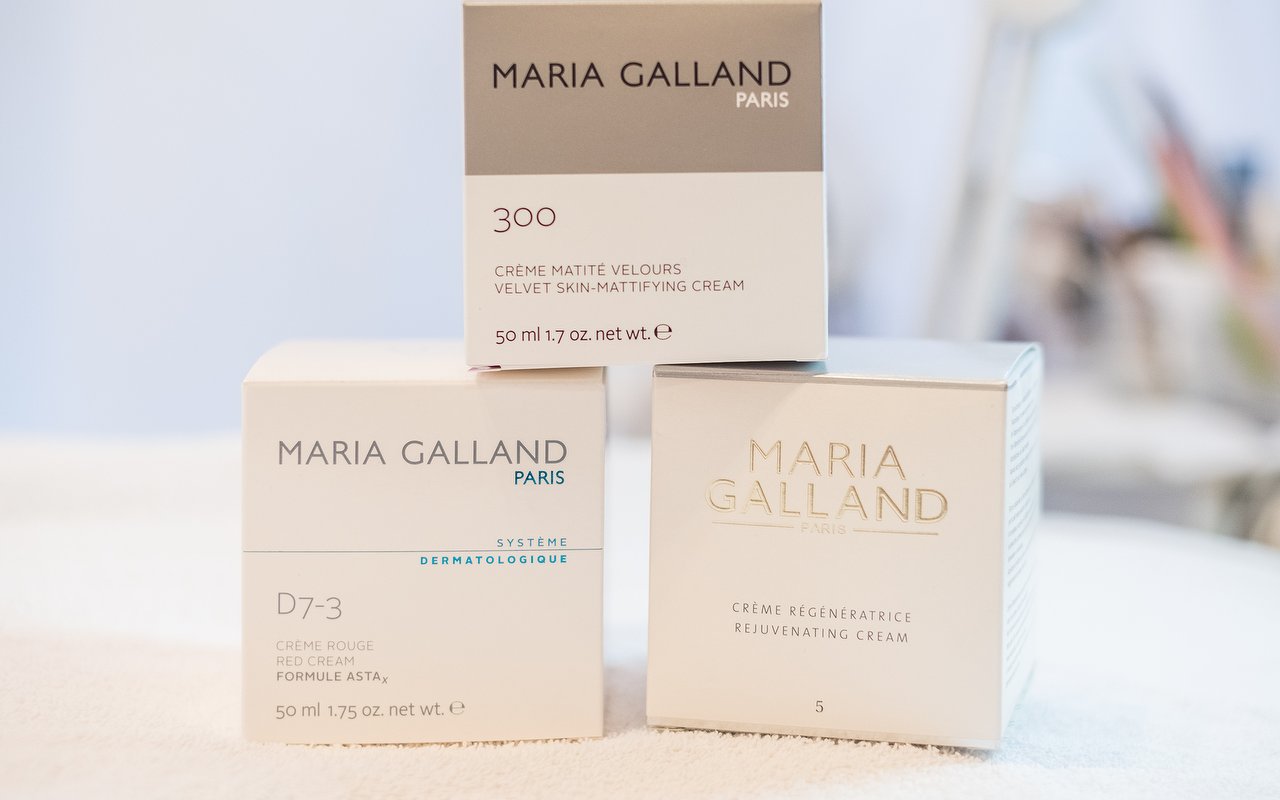 MARIA GALLAND
PARIS
300
CRÈME MATITÉ VELOURS
VELVET SKIN-MATTIFYING CREAM
50 ml 1.7 oz. net wt. ℮
MARIA GALLAND
PARIS
SYSTÈME
DERMATOLOGIQUE
D7-3
CRÈME ROUGE
RED CREAM
FORMULE ASTAx
50 ml 1.75 oz. net wt. ℮
MARIA
GALLAND
PARIS
CRÈME RÉGÉNÉRATRICE
REJUVENATING CREAM
5